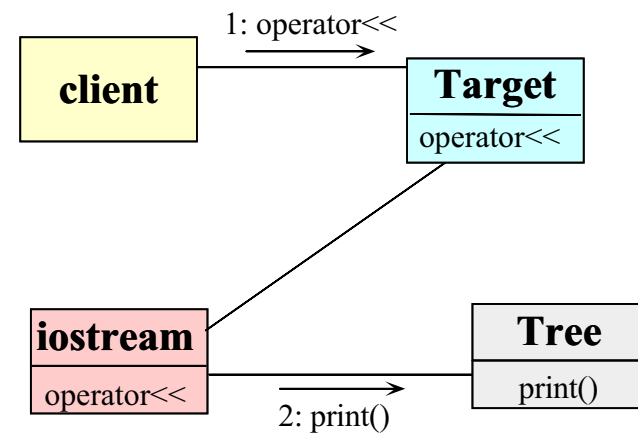 1: operator<<
client
Target
operator<<
iostream
operator<<
Tree
print()
2: print()